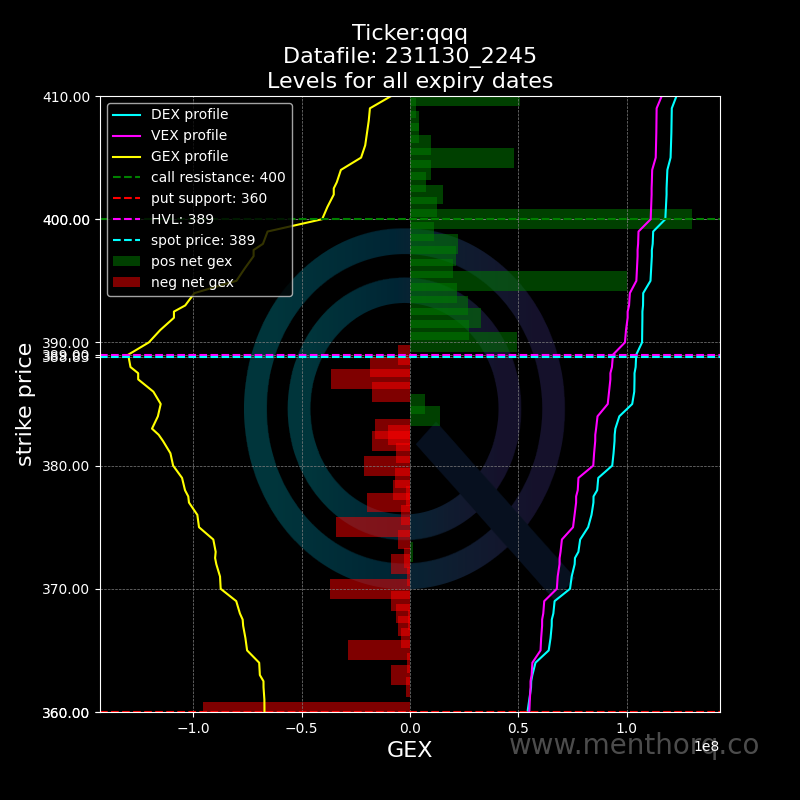 Ticker:qqq
Datafile: 231130_2245
Levels for all expiry dates
DEX profile
VEX profile
GEX profile
call resistance: 400
put support: 360
HVL: 389
spot price: 389
pos net gex
neg net gex
410.00
400.00
390.00
389.00
380.00
370.00
360.00
strike price
−1.0
−0.5
0.0
0.5
1.0
1e8
GEX
www.menthorq.co